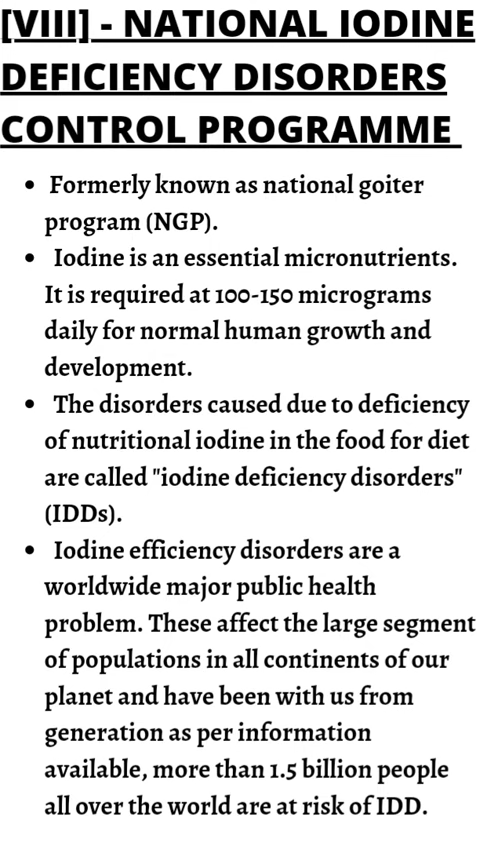 [VIII] - NATIONAL IODINE
DEFICIENCY DISORDERS
CONTROL PROGRAMME
• Formerly known as national goiter
program (NGP).
• Iodine is an essential micronutrients.
It is required at 100-150 micrograms
daily for normal human growth and
development.
• The disorders caused due to deficiency
of nutritional iodine in the food for diet
are called "iodine deficiency disorders"
(IDDs).
• Iodine efficiency disorders are a
worldwide major public health
problem. These affect the large segment
of populations in all continents of our
planet and have been with us from
generation as per information
available, more than 1.5 billion people
all over the world are at risk of IDD.